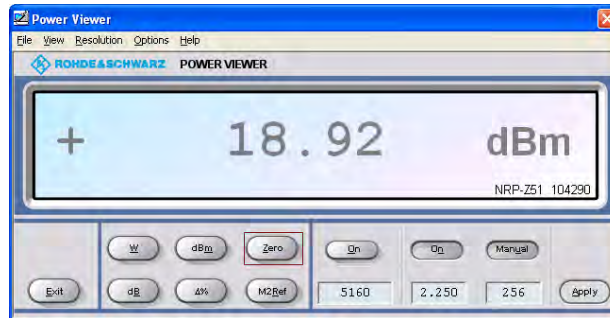 Power Viewer
File View Resolution Options Help
ROHDE&SCHWARZ POWER VIEWER
+ 18.92 dBm
NRP-Z51 104290
W dBm Zero On On Manual
Exit dB Δ% M2Ref 5160 2.250 256 Apply